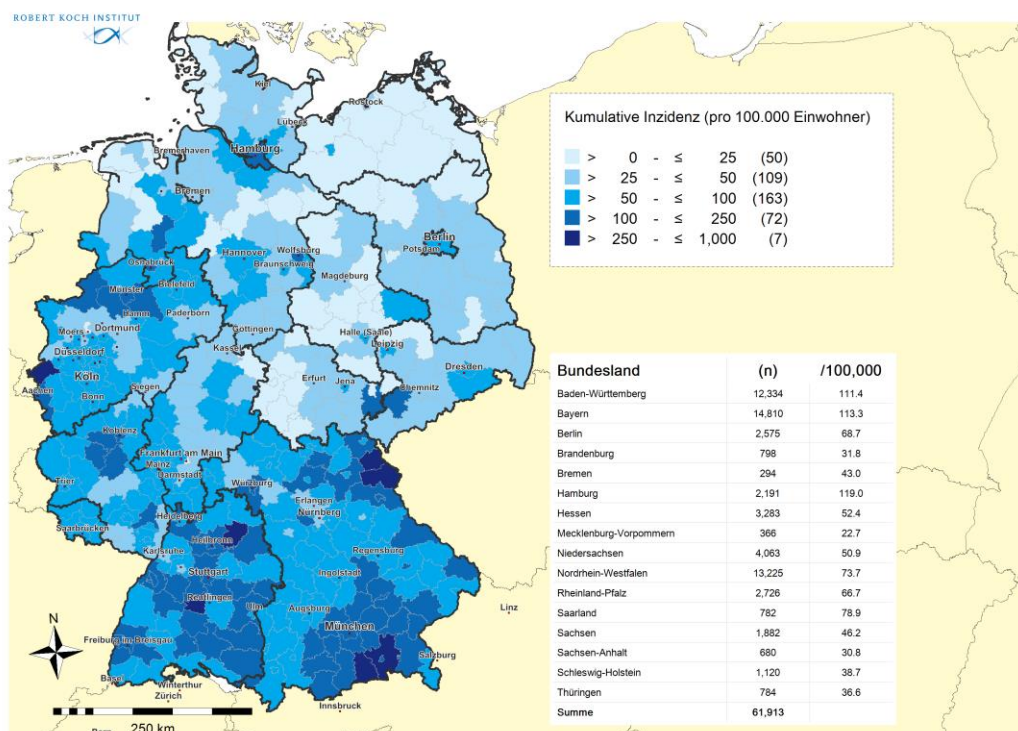 ROBERT KOCH INSTITUT
Kiel
Rostock
Lübeck
Bremerhaven
Hamburg
Bremen
Berlin
Potsdam
Wolfsburg
Hannover
Braunschweig
Osnabrück
Magdeburg
Münster
Bielefeld
Hamm
Paderborn
Göttingen
Halle (Saale)
Leipzig
Moers
Dortmund
Kassel
Düsseldorf
Dresden
Köln
Erfurt
Jena
Chemnitz
Siegen
Aachen
Bonn
Koblenz
Frankfurt am Main
Mainz
Darmstadt
Trier
Würzburg
Erlangen
Nürnberg
Heidelberg
Saarbrücken
Heilbronn
Karlsruhe
Regensburg
Stuttgart
Ingolstadt
Reutlingen
Ulm
Augsburg
München
Linz
Freiburg im Breisgau
Salzburg
Basel
Winterthur
Zürich
Innsbruck
250 km
Kumulative Inzidenz (pro 100.000 Einwohner)
> 0 - ≤ 25 (50)
> 25 - ≤ 50 (109)
> 50 - ≤ 100 (163)
> 100 - ≤ 250 (72)
> 250 - ≤ 1,000 (7)
Bundesland (n) /100,000
Baden-Württemberg 12,334 111.4
Bayern 14,810 113.3
Berlin 2,575 68.7
Brandenburg 798 31.8
Bremen 294 43.0
Hamburg 2,191 119.0
Hessen 3,283 52.4
Mecklenburg-Vorpommern 366 22.7
Niedersachsen 4,063 50.9
Nordrhein-Westfalen 13,225 73.7
Rheinland-Pfalz 2,726 66.7
Saarland 782 78.9
Sachsen 1,882 46.2
Sachsen-Anhalt 680 30.8
Schleswig-Holstein 1,120 38.7
Thüringen 784 36.6
Summe 61,913